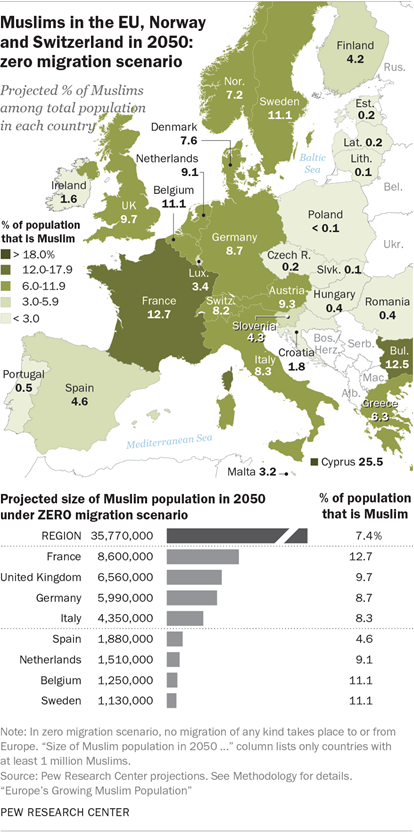 Muslims in the EU, Norway
and Switzerland in 2050:
zero migration scenario
Projected % of Muslims
among total population
in each country
Finland
4.2
Rus.
Nor.
7.2
Sweden
11.1
Est.
0.2
Lat. 0.2
Lith.
0.1
Denmark
7.6
Netherlands
9.1
Belgium
11.1
Baltic
Sea
Bel.
Ireland
1.6
UK
9.7
Poland
< 0.1
Ukr.
% of population
that is Muslim
> 18.0%
12.0-17.9
6.0-11.9
3.0-5.9
< 3.0
Germany
8.7
Czech R.
0.2
Slvk. 0.1
Lux.
3.4
France
12.7
Switz.
8.2
Austria
9.3
Hungary
0.4
Romania
0.4
Slovenia
4.3
Croatia
1.8
Bos.
Herz.
Serb.
Bul.
12.5
Mac.
Alb.
Italy
8.3
Greece
6.3
Portugal
0.5
Spain
4.6
Mediterranean Sea
Malta 3.2
Cyprus 25.5
Projected size of Muslim population in 2050
under ZERO migration scenario
% of population
that is Muslim
REGION 35,770,000 7.4%
France 8,600,000 12.7
United Kingdom 6,560,000 9.7
Germany 5,990,000 8.7
Italy 4,350,000 8.3
Spain 1,880,000 4.6
Netherlands 1,510,000 9.1
Belgium 1,250,000 11.1
Sweden 1,130,000 11.1
Note: In zero migration scenario, no migration of any kind takes place to or from
Europe. “Size of Muslim population in 2050 ...” column lists only countries with
at least 1 million Muslims.
Source: Pew Research Center projections. See Methodology for details.
“Europe’s Growing Muslim Population”
PEW RESEARCH CENTER